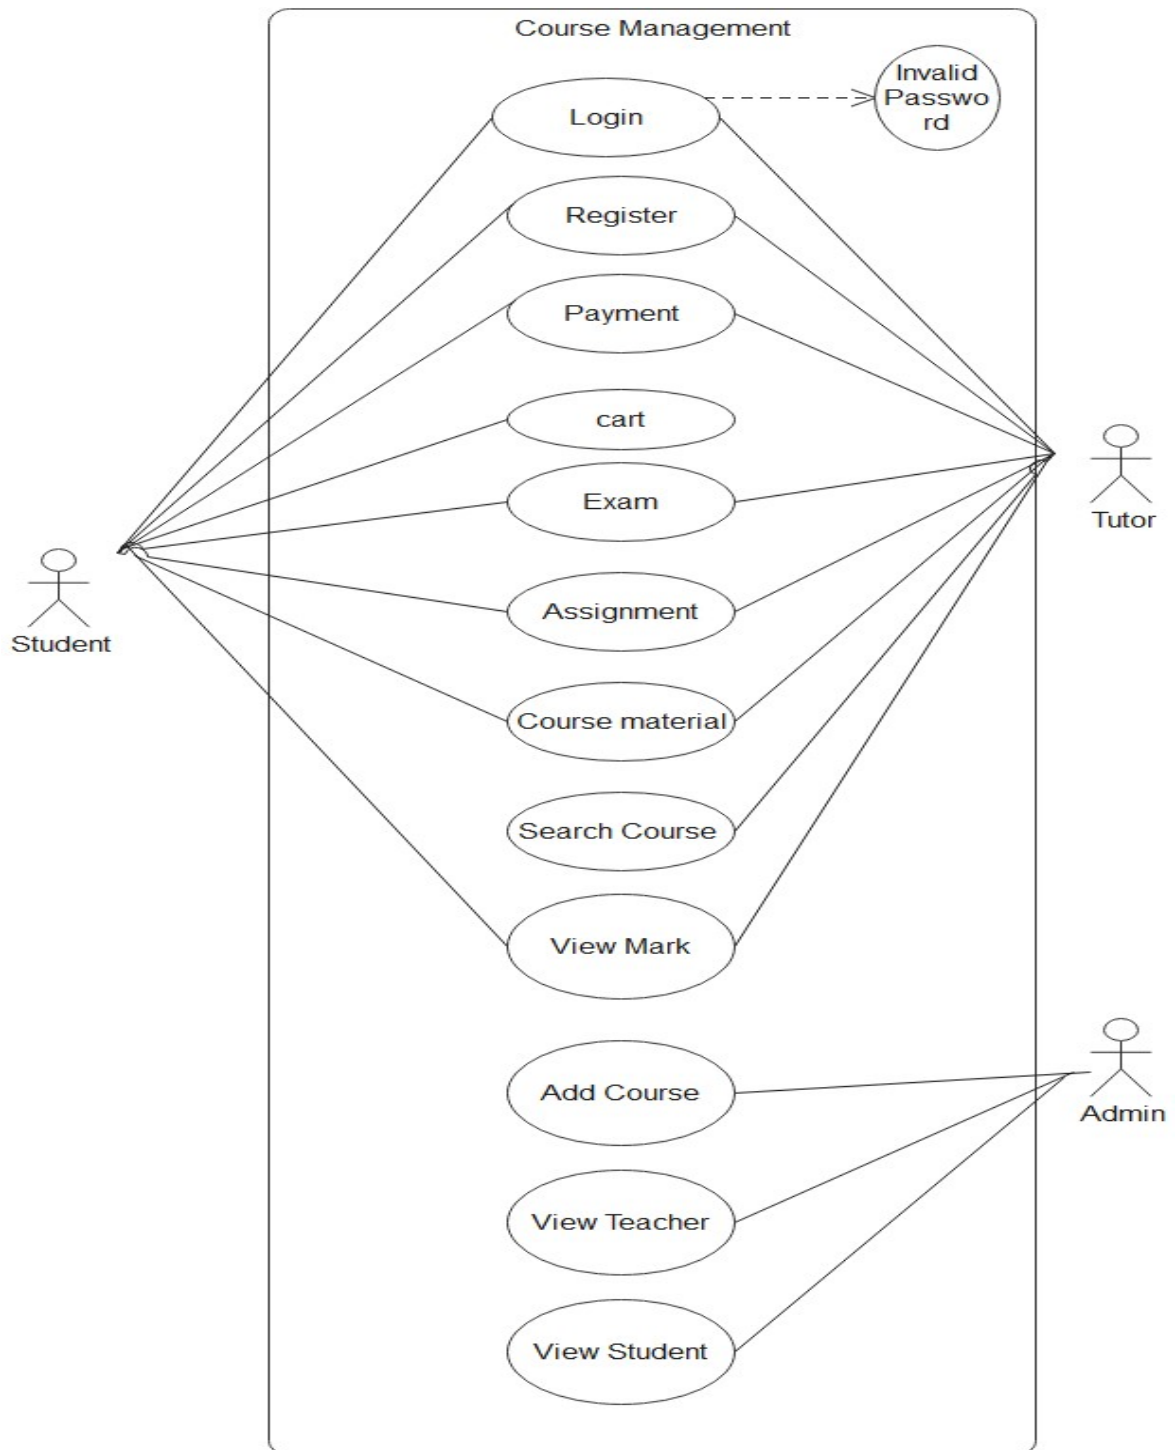 Course Management
Invalid
Passwo
rd
Login
Register
Payment
cart
Exam
Tutor
Assignment
Student
Course material
Search Course
View Mark
Add Course
Admin
View Teacher
View Student